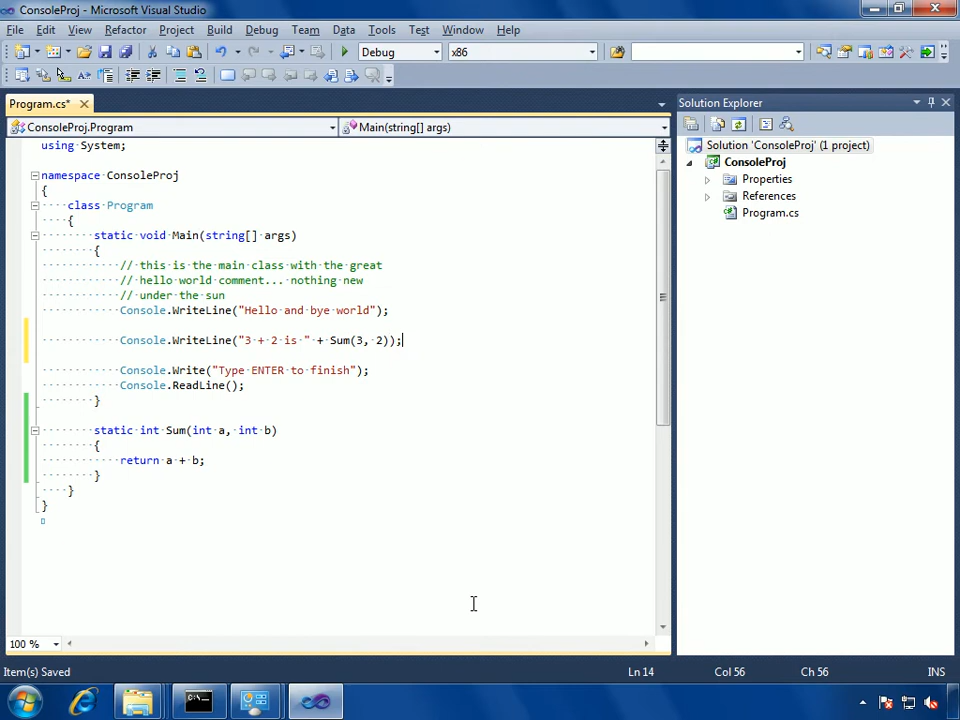 ConsoleProj - Microsoft Visual Studio
File Edit View Refactor Project Build Debug Team Data Tools Test Window Help
Debug x86
Program.cs*
ConsoleProj.Program Main(string[] args)
using System;
namespace ConsoleProj
{
class Program
{
static void Main(string[] args)
{
// this is the main class with the great
// hello world comment... nothing new
// under the sun
Console.WriteLine("Hello and bye world");
Console.WriteLine("3 + 2 is " + Sum(3, 2));
Console.Write("Type ENTER to finish");
Console.ReadLine();
}
static int Sum(int a, int b)
{
return a + b;
}
}
}
100 %
Solution Explorer
Solution 'ConsoleProj' (1 project)
ConsoleProj
Properties
References
Program.cs
Item(s) Saved Ln 14 Col 56 Ch 56 INS